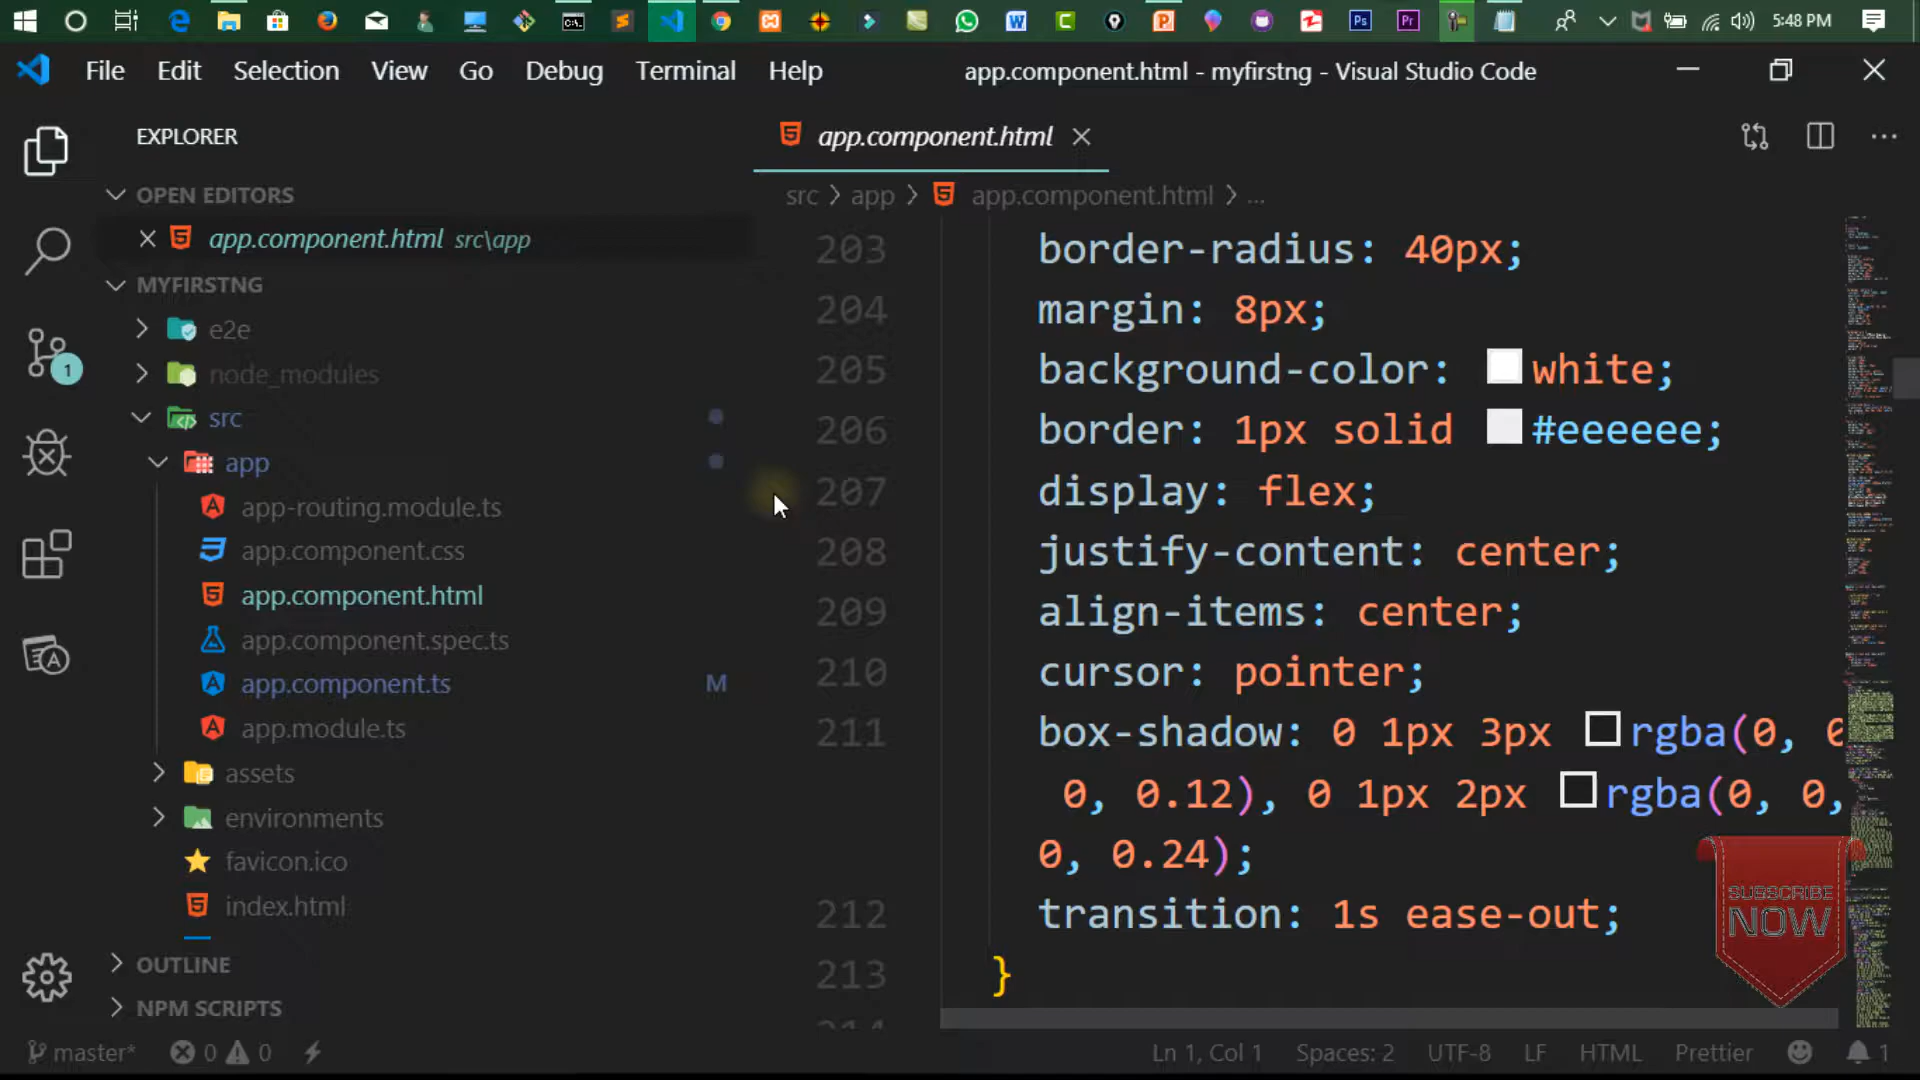 5:48 PM
File Edit Selection View Go Debug Terminal Help
app.component.html - myfirstng - Visual Studio Code
EXPLORER
OPEN EDITORS
app.component.html src\app
MYFIRSTNG
e2e
node_modules
src
app
app-routing.module.ts
app.component.css
app.component.html
app.component.spec.ts
app.component.ts M
app.module.ts
assets
environments
favicon.ico
index.html
OUTLINE
NPM SCRIPTS
1
app.component.html
src > app > app.component.html > ...
203 border-radius: 40px;
204 margin: 8px;
205 background-color: white;
206 border: 1px solid #eeeeee;
207 display: flex;
208 justify-content: center;
209 align-items: center;
210 cursor: pointer;
211 box-shadow: 0 1px 3px rgba(0, 0
0, 0.12), 0 1px 2px rgba(0, 0,
0, 0.24);
212 transition: 1s ease-out;
213 }
SUBSCRIBE
NOW
master* 0 0
Ln 1, Col 1 Spaces: 2 UTF-8 LF HTML Prettier 1